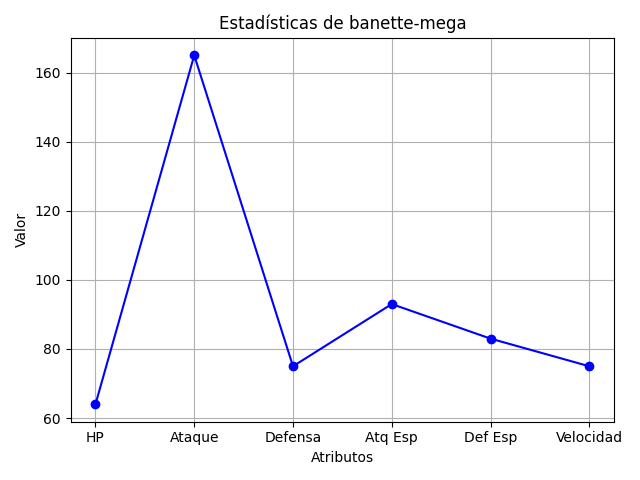 Estadísticas de banette-mega
Valor
160
140
120
100
80
60
HP Ataque Defensa Atq Esp Def Esp Velocidad
Atributos